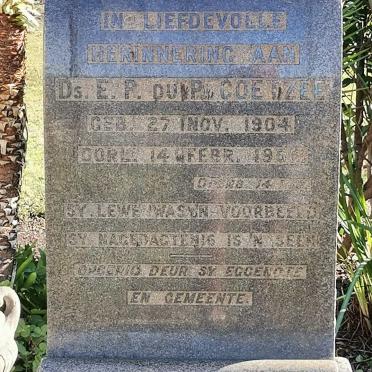 IN LIEFDEVOLLE
HERINNERING AAN
Ds. E. P. DU P. COETZEE
GEB. 27 NOV. 1904
OORL. 14 FEBR.
SY LEWE WAS 'N VOORBEELD
SY NAGEDAGTENIS IS 'N SEËN
OPGERIG DEUR SY EGGENOTE
EN GEMEENTE.